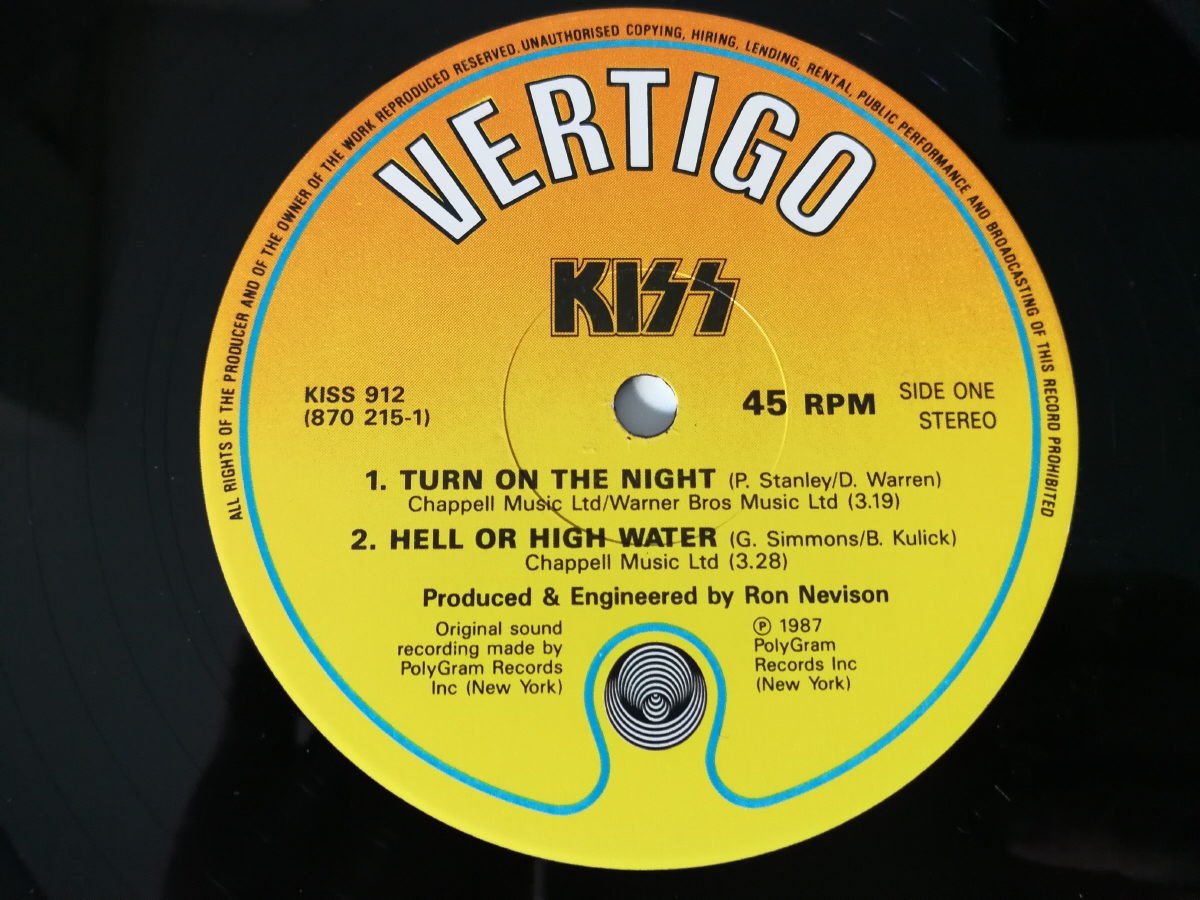 ALL RIGHTS OF THE PRODUCER AND OF THE OWNER OF THE WORK REPRODUCED RESERVED. UNAUTHORISED COPYING, HIRING, LENDING, RENTAL, PUBLIC PERFORMANCE AND BROADCASTING OF THIS RECORD PROHIBITED
VERTIGO
KISS
KISS 912
(870 215-1)
45 RPM
SIDE ONE
STEREO
1. TURN ON THE NIGHT (P. Stanley/D. Warren)
Chappell Music Ltd/Warner Bros Music Ltd (3.19)
2. HELL OR HIGH WATER (G. Simmons/B. Kulick)
Chappell Music Ltd (3.28)
Produced & Engineered by Ron Nevison
Original sound
recording made by
PolyGram Records
Inc (New York)
℗ 1987
PolyGram
Records Inc
(New York)